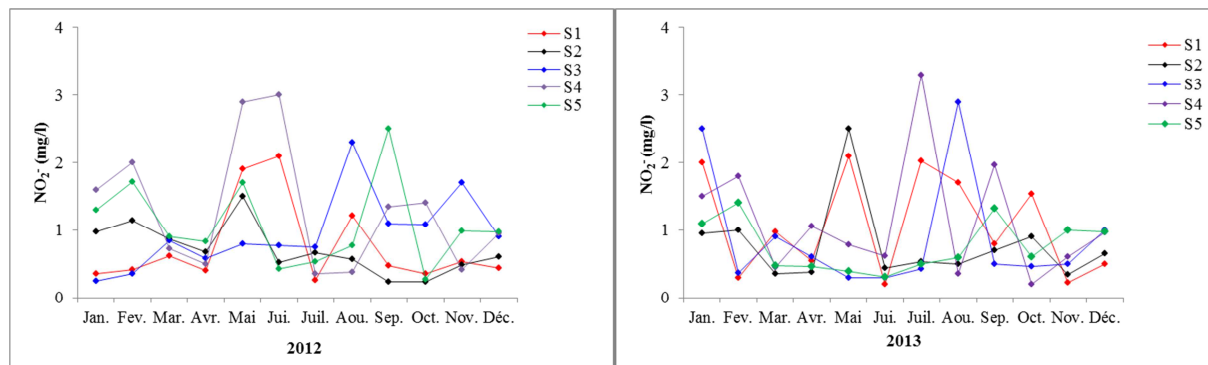 4
3
2
1
0
NO₂⁻ (mg/l)
S1
S2
S3
S4
S5
Jan. Fev. Mar. Avr. Mai Jui. Juil. Aou. Sep. Oct. Nov. Déc.
2012
4
3
2
1
0
NO₂⁻ (mg/l)
S1
S2
S3
S4
S5
Jan. Fev. Mar. Avr. Mai Jui. Juil. Aou. Sep. Oct. Nov. Déc.
2013